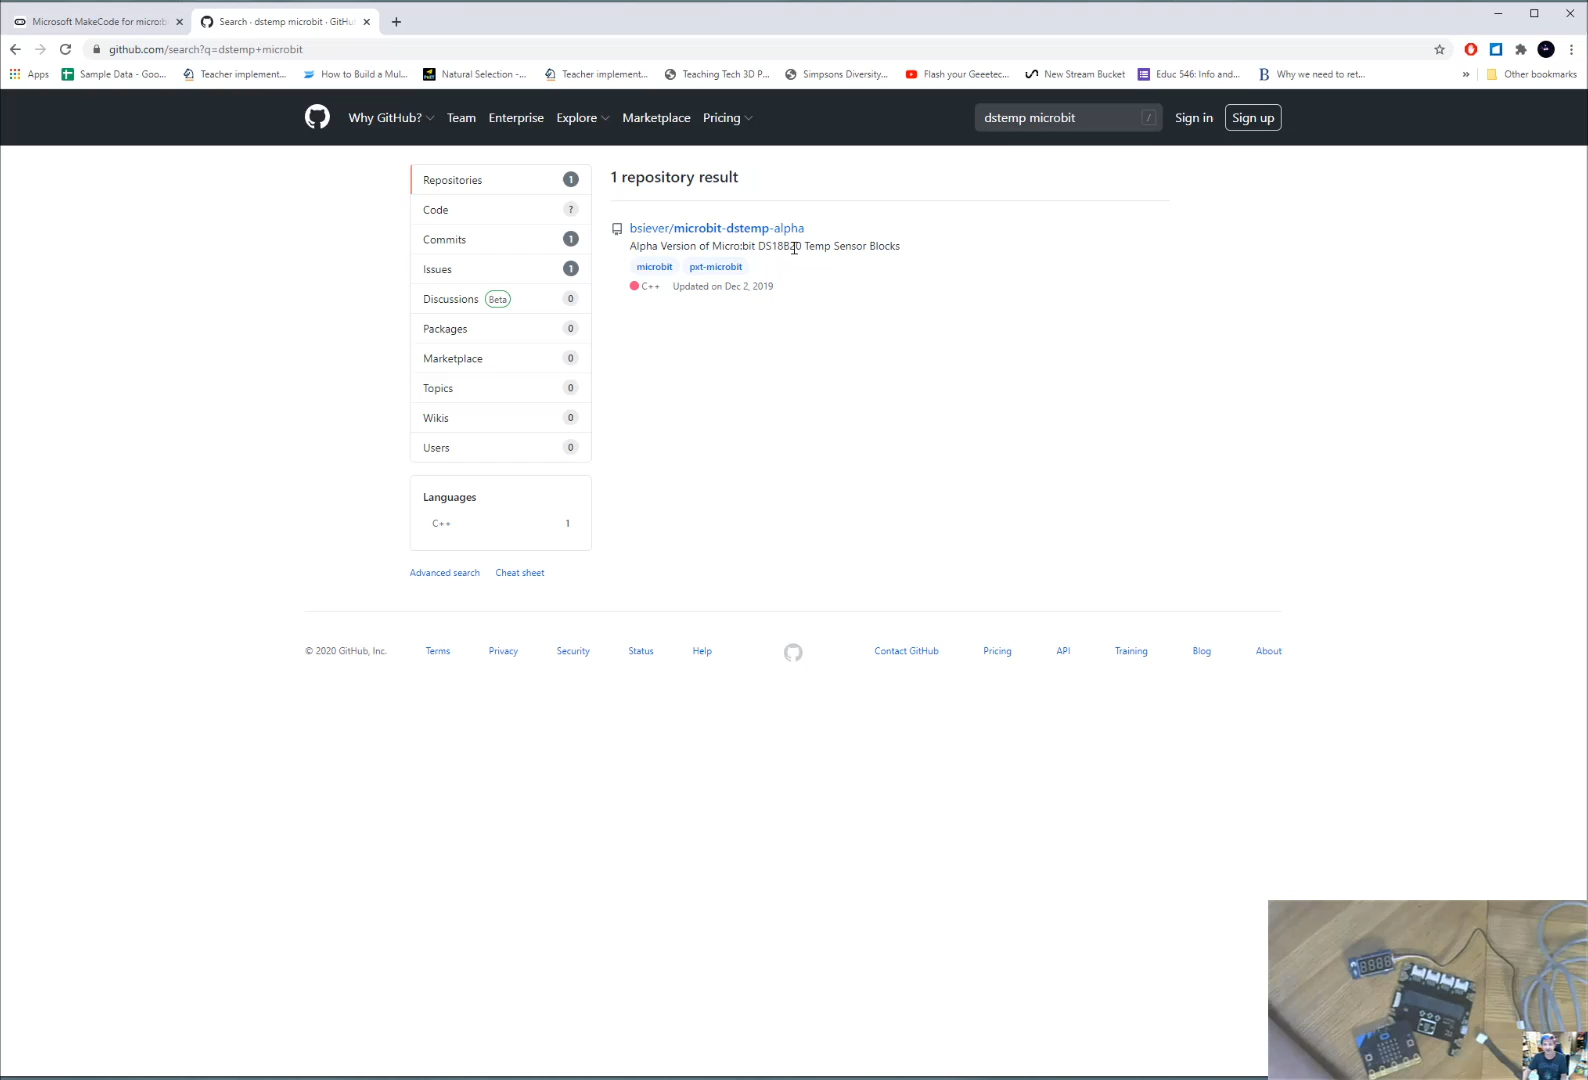 Microsoft MakeCode for micro:b
Search · dstemp microbit · GitHu
github.com/search?q=dstemp+microbit
Apps
Sample Data - Goo...
Teacher implement...
How to Build a Mul...
Natural Selection -...
Teacher implement...
Teaching Tech 3D P...
Simpsons Diversity...
Flash your Geeetec...
New Stream Bucket
Educ 546: Info and...
Why we need to ret...
»
Other bookmarks
Why GitHub?
Team
Enterprise
Explore
Marketplace
Pricing
dstemp microbit
/
Sign in
Sign up
Repositories 1
Code ?
Commits 1
Issues 1
Discussions Beta 0
Packages 0
Marketplace 0
Topics 0
Wikis 0
Users 0
Languages
C++ 1
Advanced search
Cheat sheet
1 repository result
bsiever/microbit-dstemp-alpha
Alpha Version of Micro:bit DS18B20 Temp Sensor Blocks
microbit
pxt-microbit
C++
Updated on Dec 2, 2019
© 2020 GitHub, Inc.
Terms
Privacy
Security
Status
Help
Contact GitHub
Pricing
API
Training
Blog
About